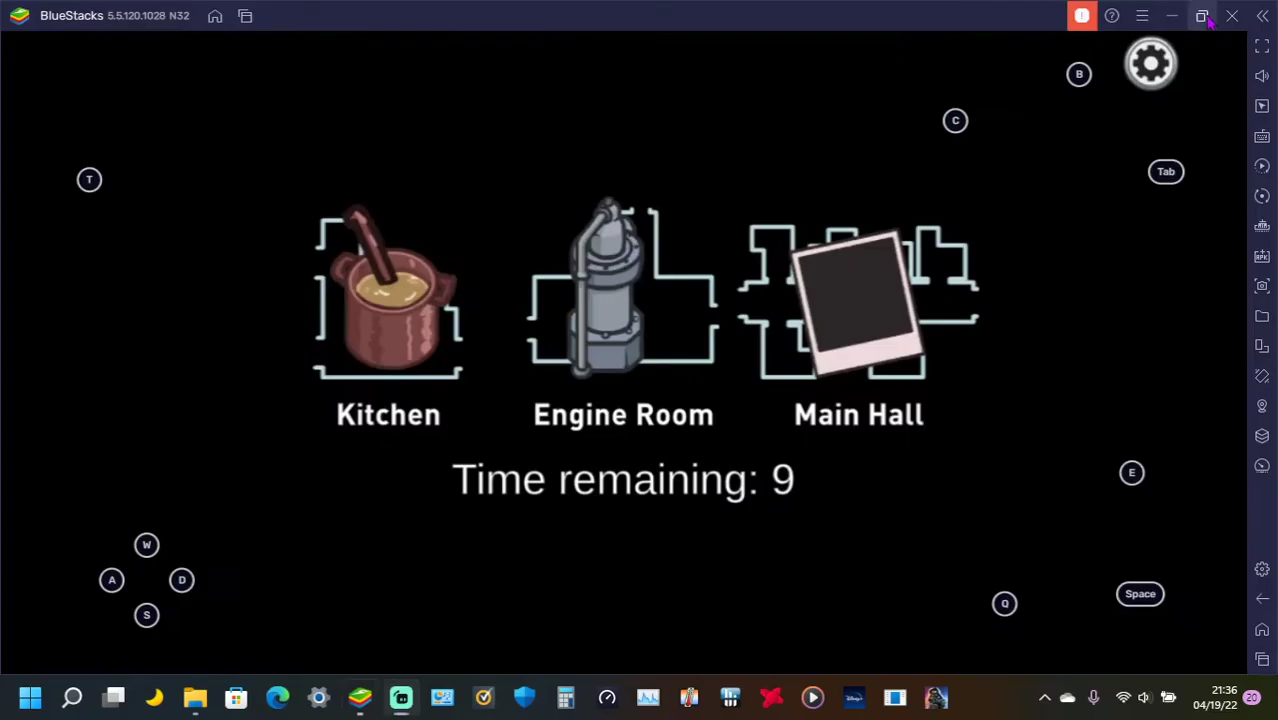 BlueStacks 5.5.120.1028 N32
B
C
T
Tab
Kitchen
Engine Room
Main Hall
Time remaining: 9
E
W
A
D
S
Q
Space
21:36
04/19/22
20